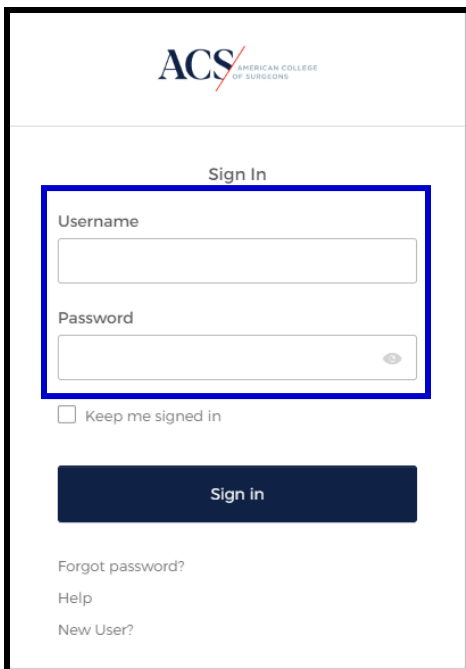 ACS AMERICAN COLLEGE
OF SURGEONS
Sign In
Username
Password
Keep me signed in
Sign in
Forgot password?
Help
New User?